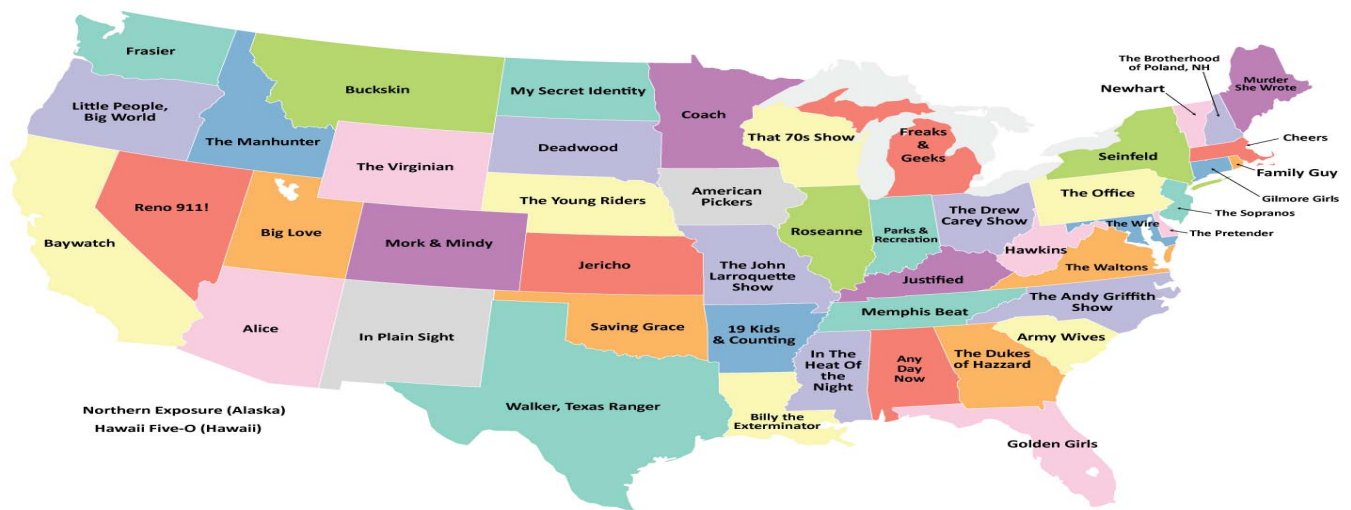 Frasier
Little People,
Big World
Buckskin
The Manhunter
My Secret Identity
Coach
The Virginian
Deadwood
That 70s Show
Freaks
&
Geeks
The Brotherhood
of Poland, NH
Newhart
Murder
She Wrote
Cheers
Family Guy
Gilmore Girls
Seinfeld
The Office
The Sopranos
The Pretender
The Wire
Reno 911!
Baywatch
Big Love
Mork & Mindy
The Young Riders
American
Pickers
Roseanne
Parks &
Recreation
The Drew
Carey Show
Hawkins
The Waltons
Jericho
The John
Larroquette
Show
Justified
The Andy Griffith
Show
Memphis Beat
Alice
In Plain Sight
Saving Grace
19 Kids
& Counting
In The
Heat Of
the
Night
Any
Day
Now
The Dukes
of Hazzard
Army Wives
Walker, Texas Ranger
Billy the
Exterminator
Golden Girls
Northern Exposure (Alaska)
Hawaii Five-O (Hawaii)